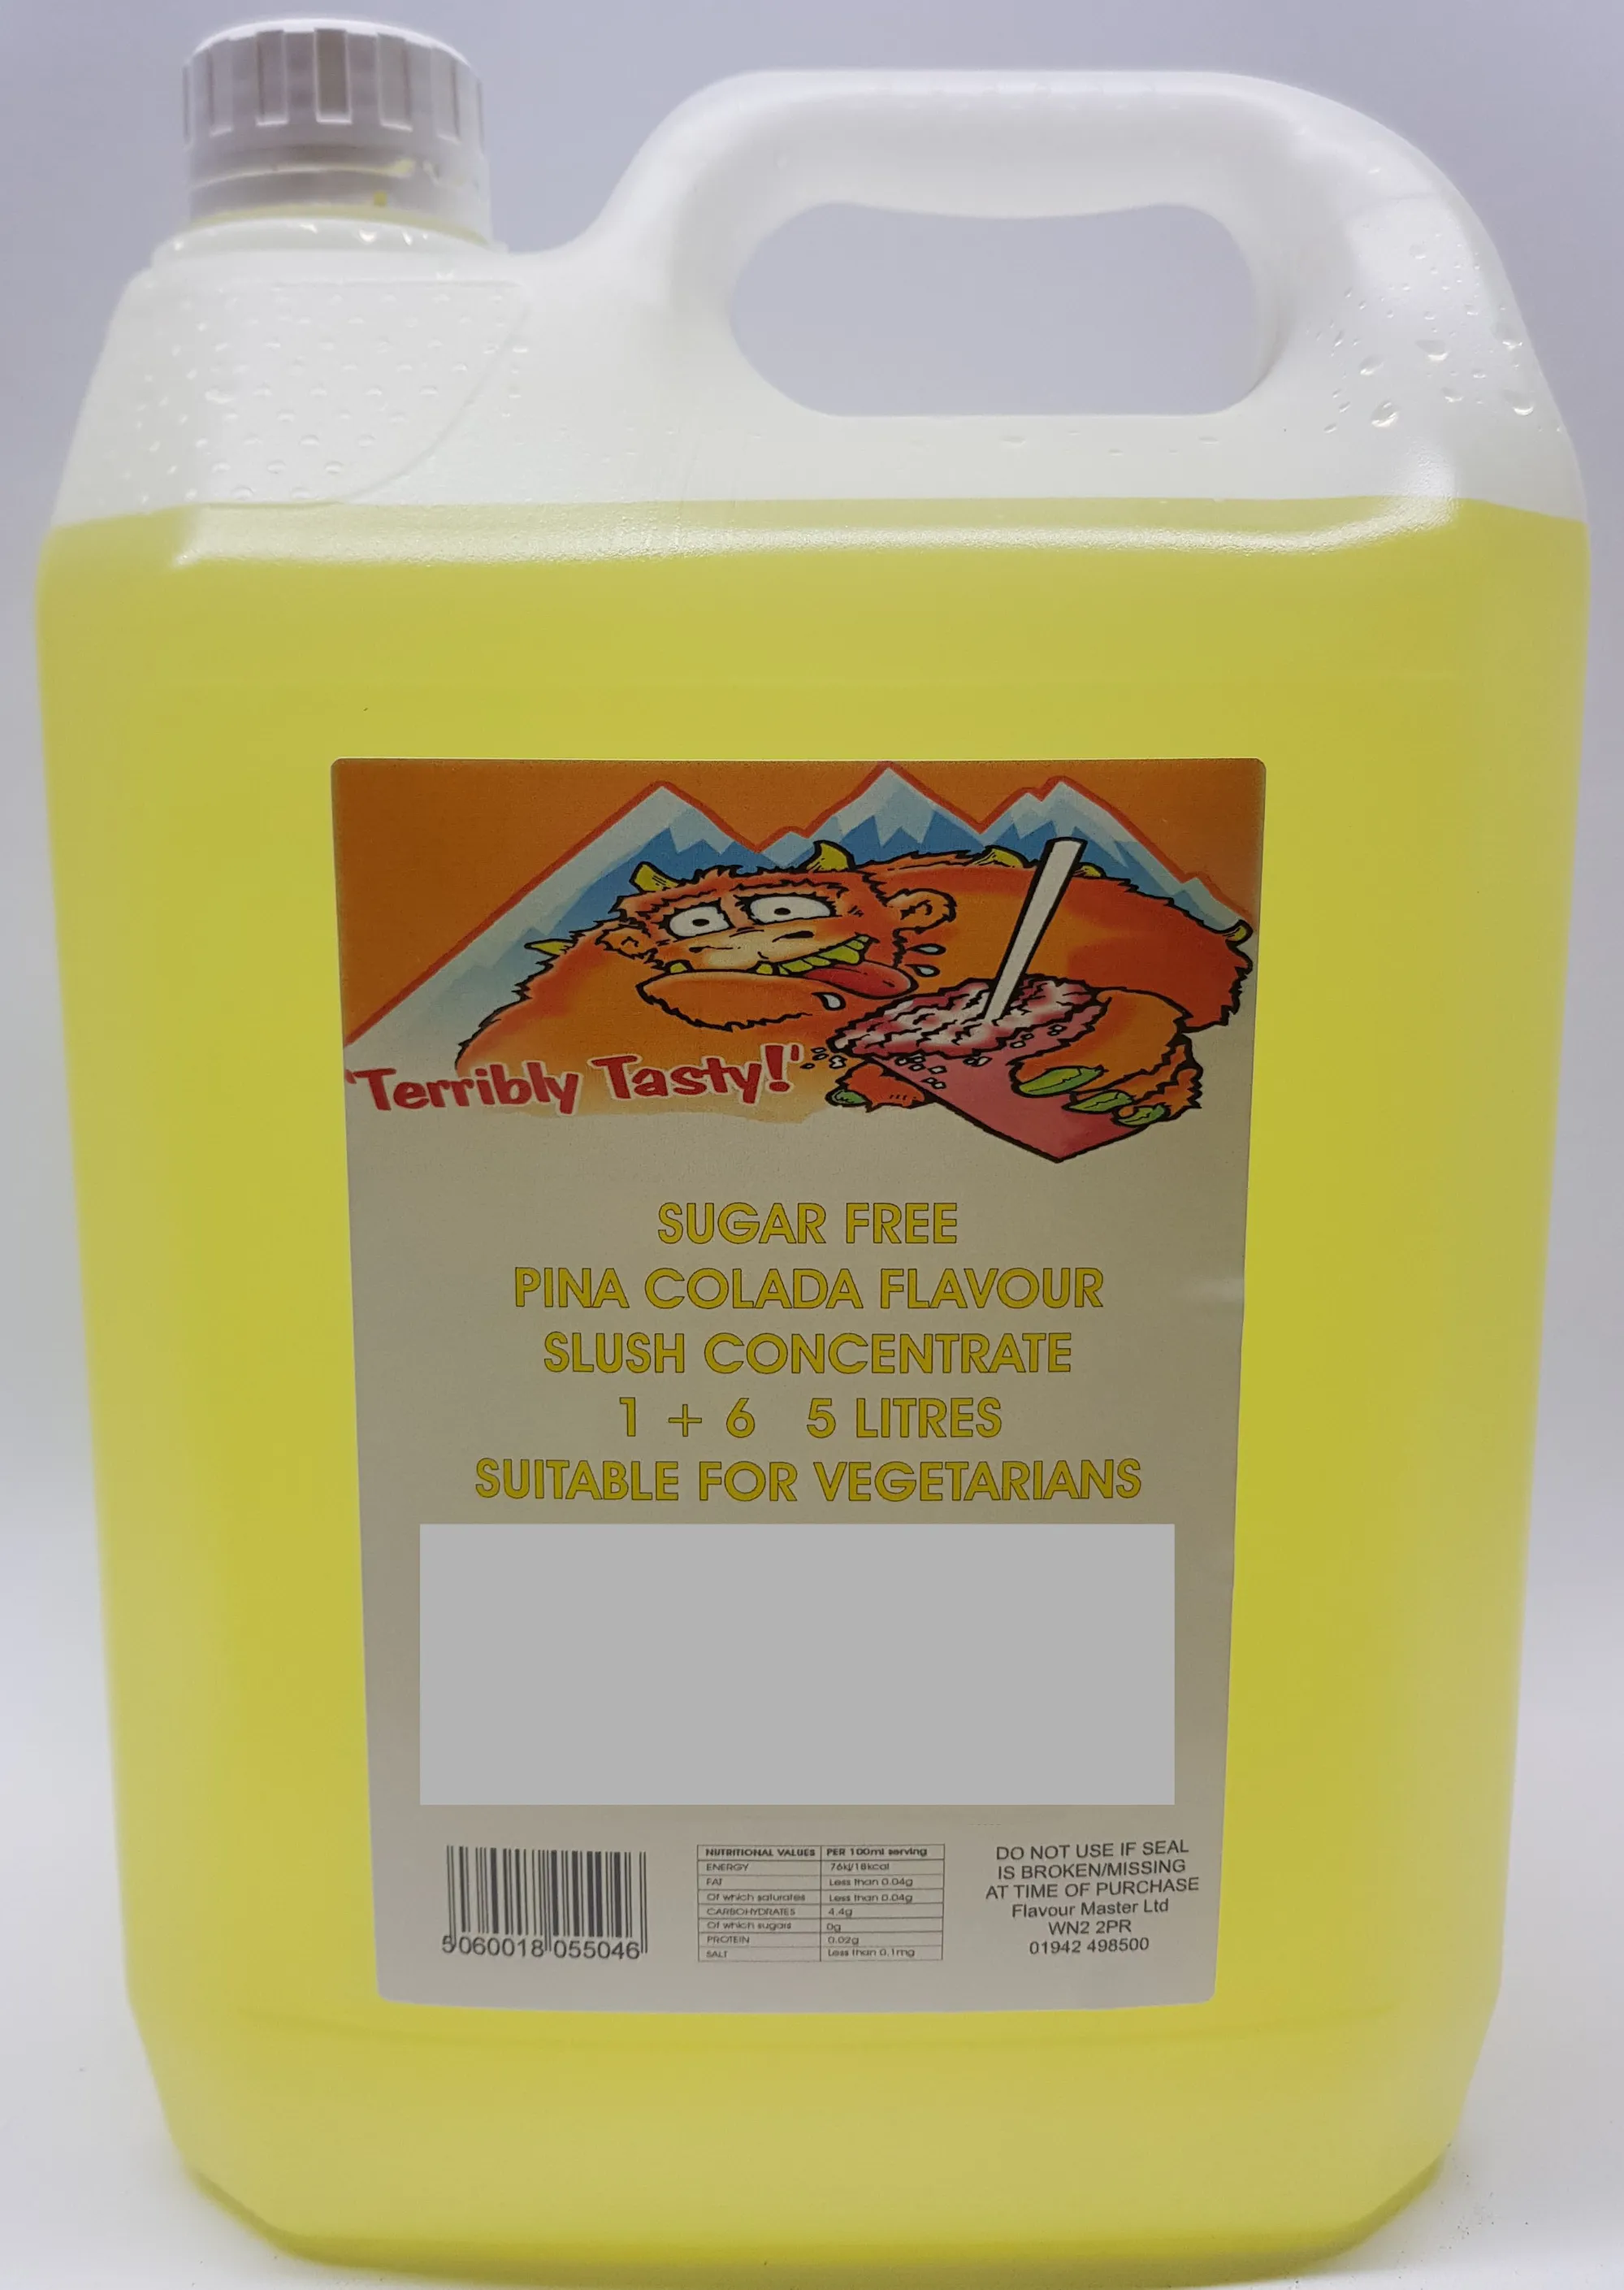 'Terribly Tasty!'
SUGAR FREE
PINA COLADA FLAVOUR
SLUSH CONCENTRATE
1 + 6 5 LITRES
SUITABLE FOR VEGETARIANS
5060018055046
NUTRITIONAL VALUES PER 100ml serving
ENERGY 76kj/18kcal
FAT Less than 0.04g
Of which saturates Less than 0.04g
CARBOHYDRATES 4.4g
Of which sugars 0g
PROTEIN 0.02g
SALT Less than 0.1mg
DO NOT USE IF SEAL
IS BROKEN/MISSING
AT TIME OF PURCHASE
Flavour Master Ltd
WN2 2PR
01942 498500